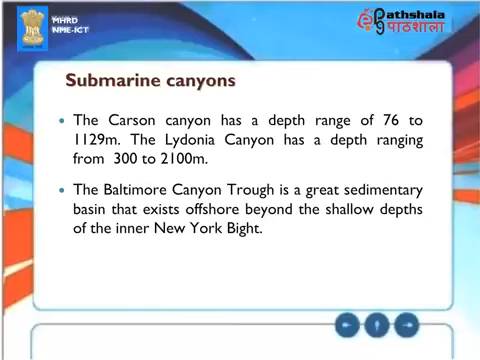 MHRD
NME-ICT
Pathshala
पाठशाला
Submarine canyons
• The Carson canyon has a depth range of 76 to
1129m. The Lydonia Canyon has a depth ranging
from 300 to 2100m.
• The Baltimore Canyon Trough is a great sedimentary
basin that exists offshore beyond the shallow depths
of the inner New York Bight.